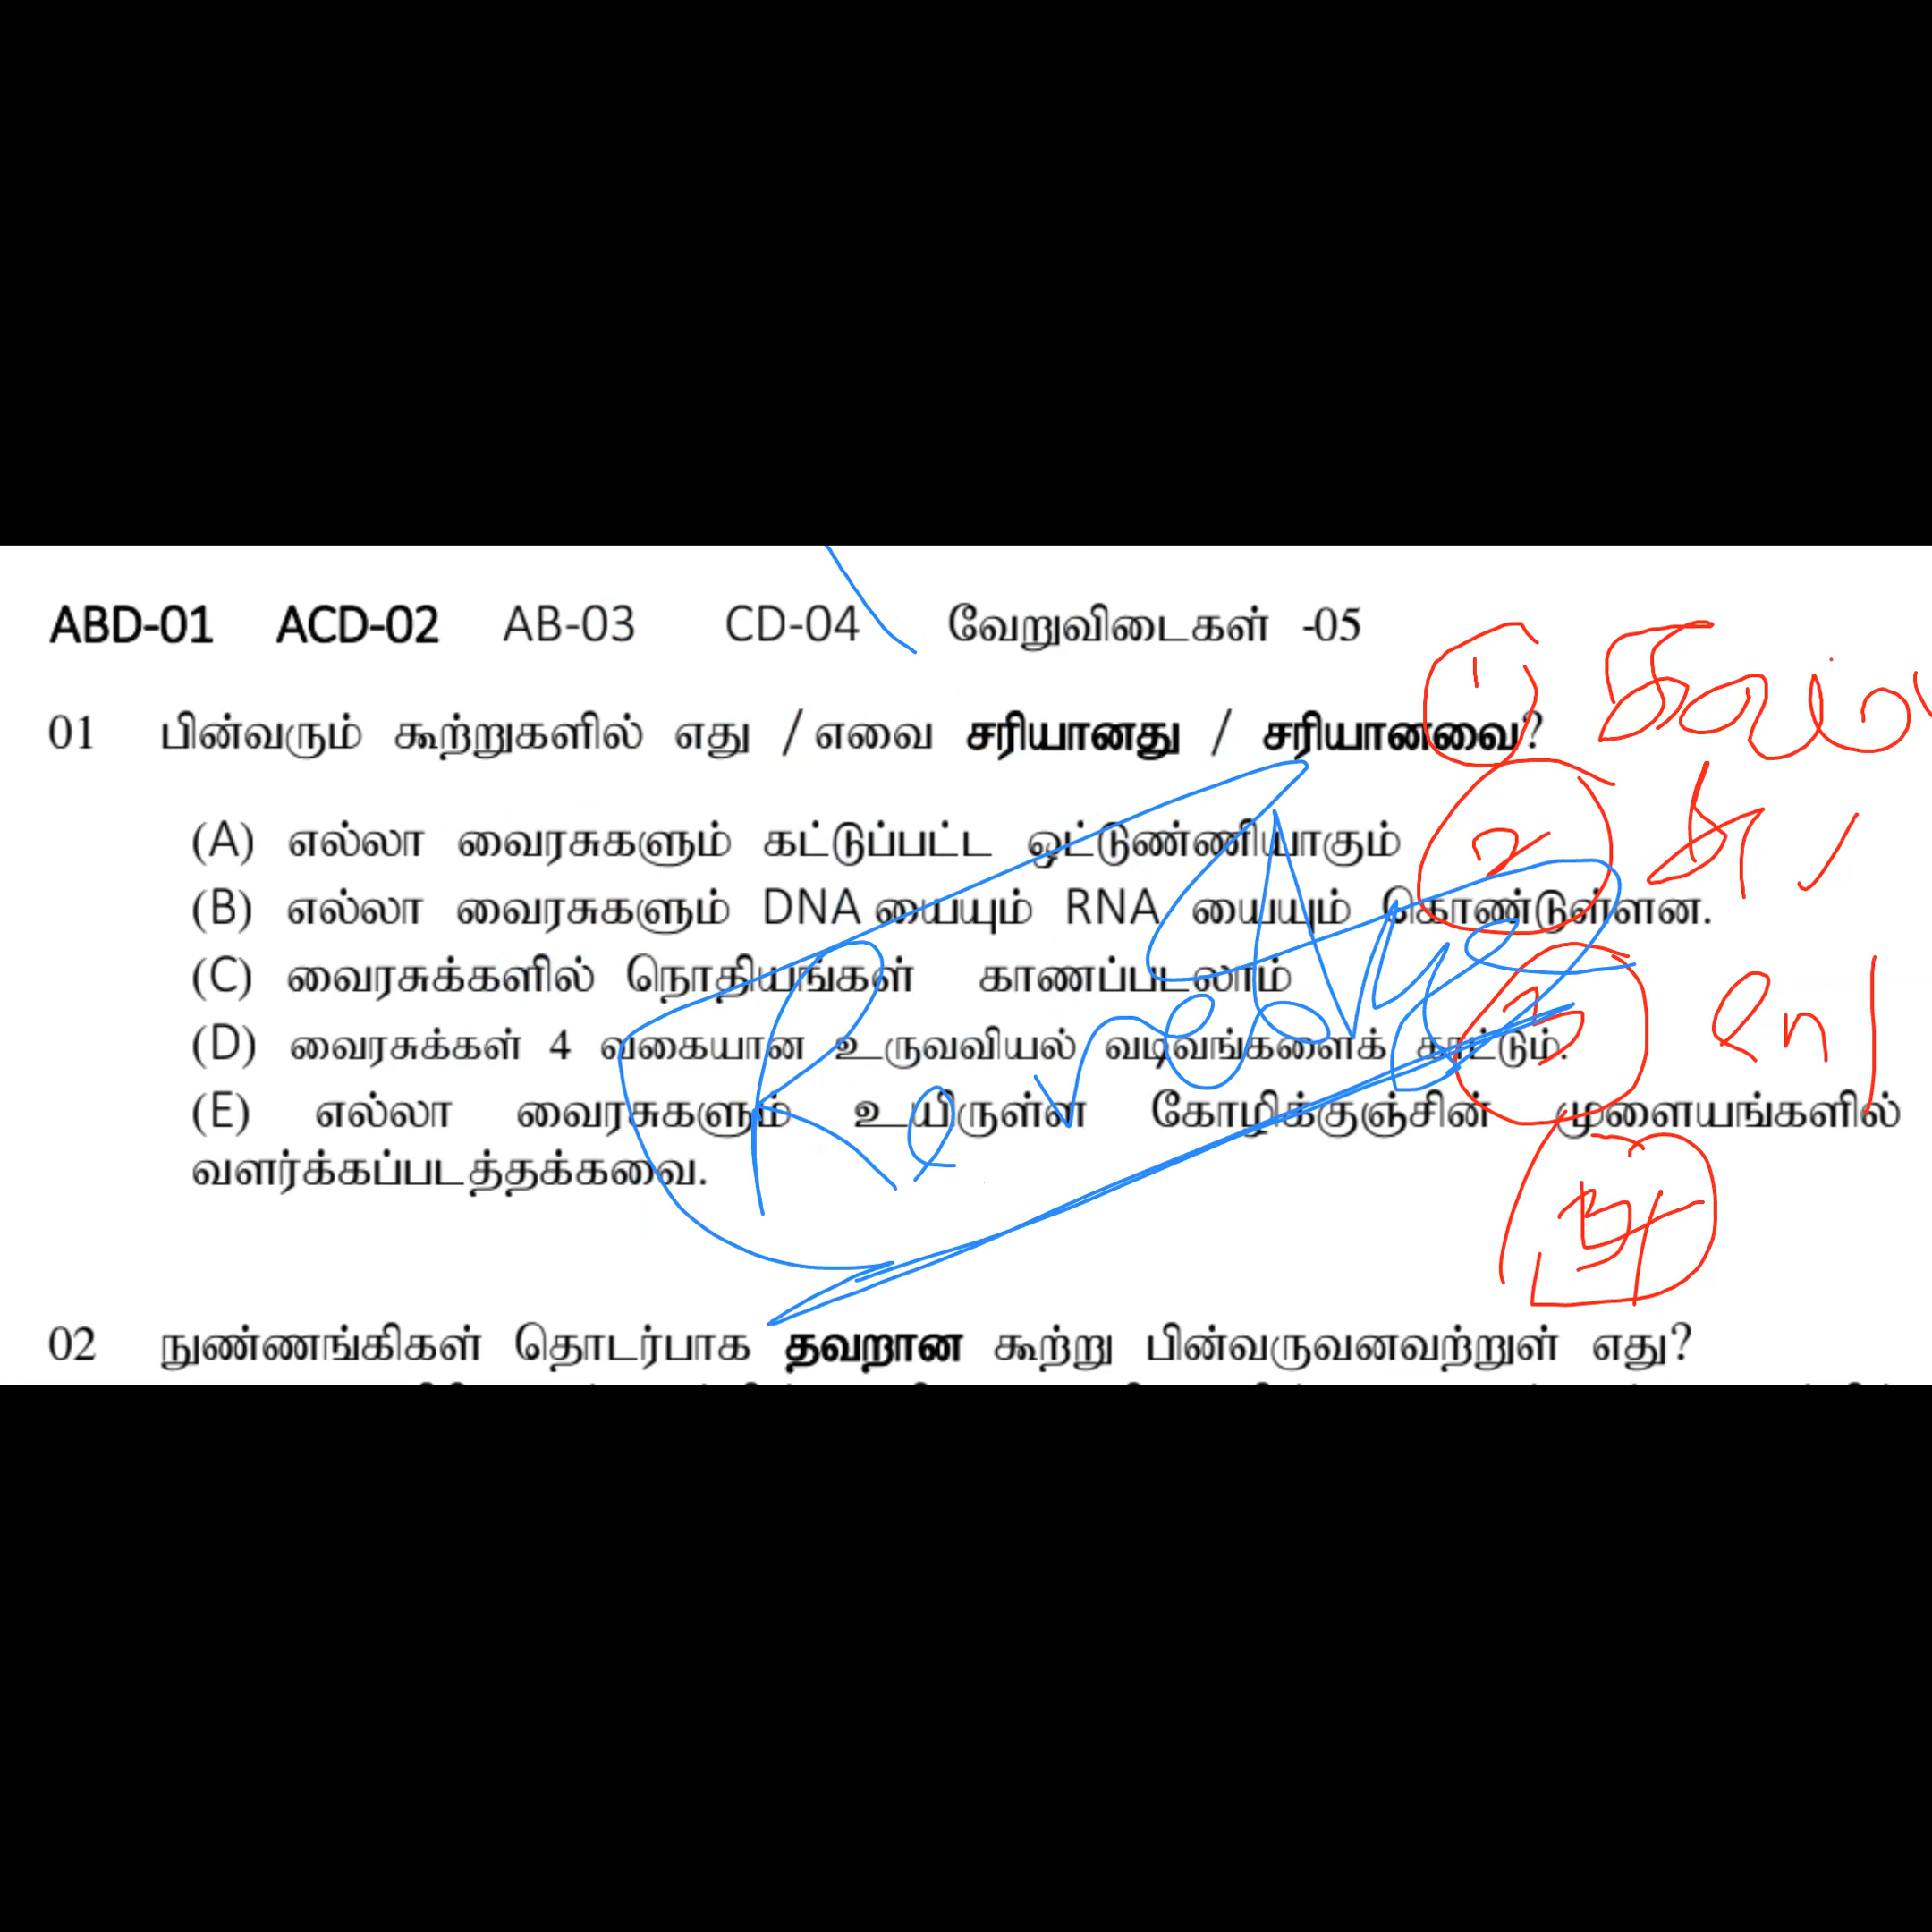 ABD-01 ACD-02 AB-03 CD-04 வேறுவிடைகள் -05
01 பின்வரும் கூற்றுகளில் எது / எவை சரியானது / சரியானவை?
(A) எல்லா வைரசுகளும் கட்டுப்பட்ட ஒட்டுண்ணியாகும்
(B) எல்லா வைரசுகளும் DNA யையும் RNA யையும் கொண்டுள்ளன.
(C) வைரசுக்களில் நொதியங்கள் காணப்படலாம்
(D) வைரசுக்கள் 4 வகையான உருவவியல் வடிவங்களைக் காட்டும்.
(E) எல்லா வைரசுகளும் உயிருள்ள கோழிக்குஞ்சின் முளையங்களில்
வளர்க்கப்படத்தக்கவை.
02 நுண்ணங்கிகள் தொடர்பாக தவறான கூற்று பின்வருவனவற்றுள் எது?